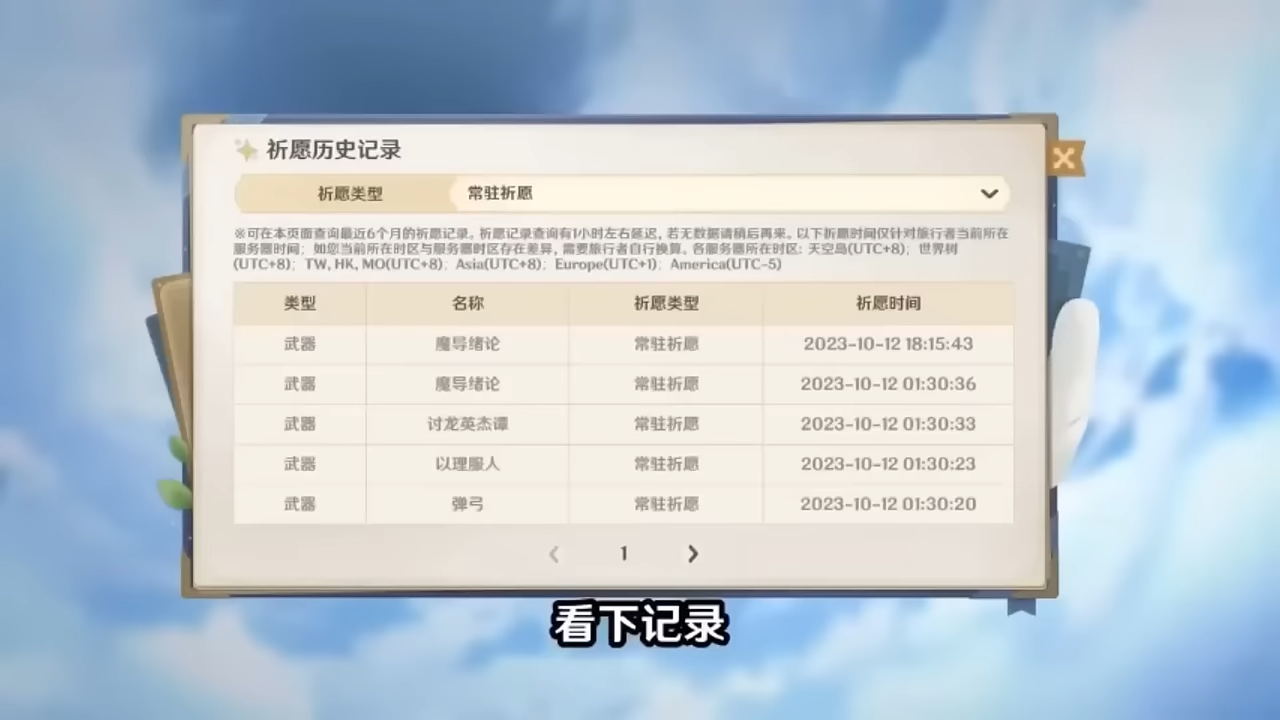 祈愿历史记录
祈愿类型 常驻祈愿
※可在本页面查询最近6个月的祈愿记录。祈愿记录查询有1小时左右延迟，若无数据请稍后再来。以下祈愿时间仅针对旅行者当前所在
服务器时间；如您当前所在时区与服务器时区存在差异，需要旅行者自行换算。各服务器所在时区: 天空岛(UTC+8)；世界树
(UTC+8)；TW, HK, MO(UTC+8)；Asia(UTC+8)；Europe(UTC+1)；America(UTC-5)
类型 名称 祈愿类型 祈愿时间
武器 魔导绪论 常驻祈愿 2023-10-12 18:15:43
武器 魔导绪论 常驻祈愿 2023-10-12 01:30:36
武器 讨龙英杰谭 常驻祈愿 2023-10-12 01:30:33
武器 以理服人 常驻祈愿 2023-10-12 01:30:23
武器 弹弓 常驻祈愿 2023-10-12 01:30:20
1
看下记录